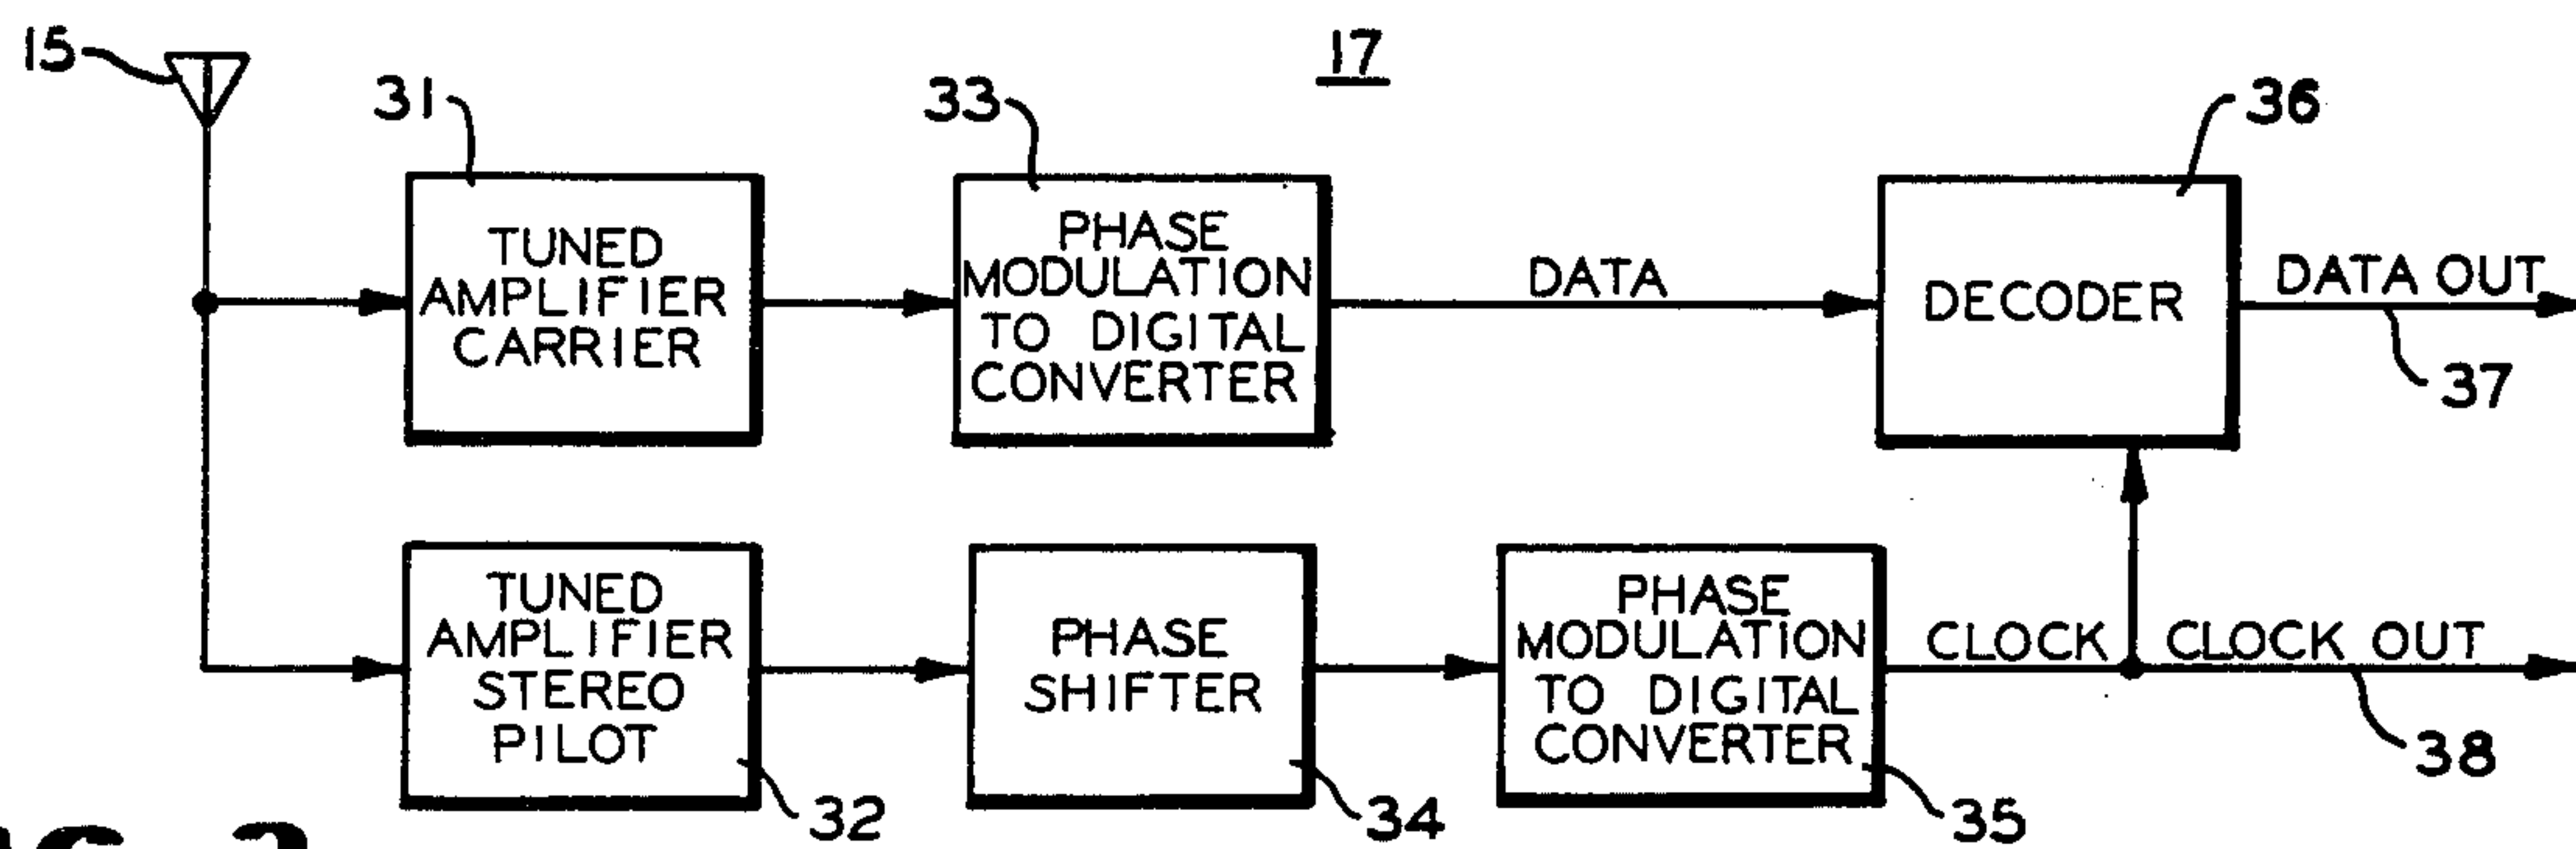 15
17
31
33
36
TUNED
AMPLIFIER
CARRIER
PHASE
MODULATION
TO DIGITAL
CONVERTER
DATA
DECODER
DATA OUT
37
TUNED
AMPLIFIER
STEREO
PILOT
PHASE
SHIFTER
PHASE
MODULATION
TO DIGITAL
CONVERTER
CLOCK
CLOCK OUT
32
34
35
38